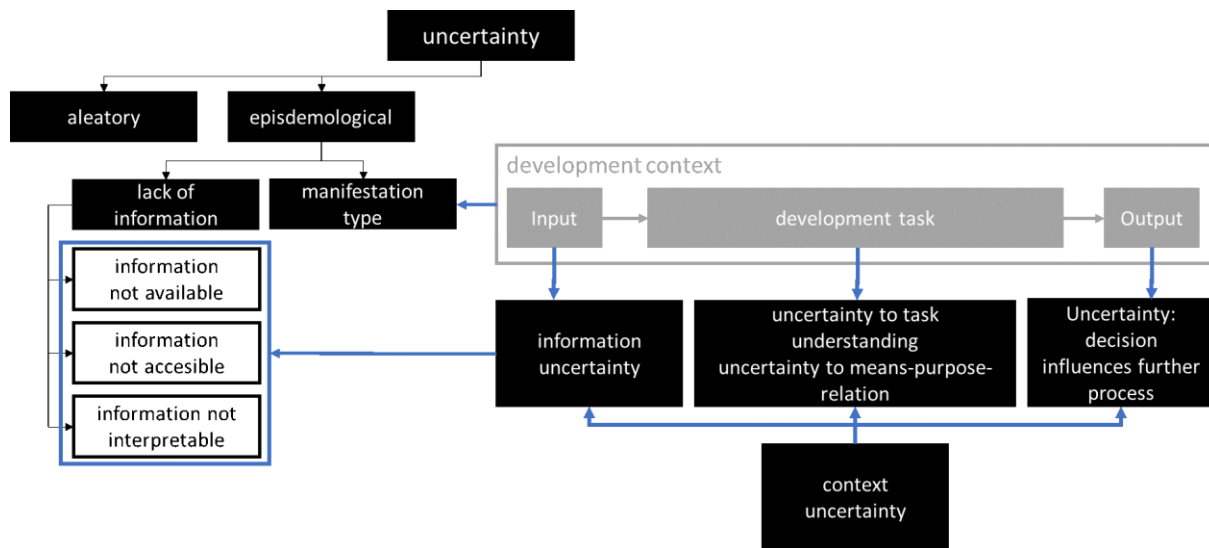 uncertainty
aleatory
episdemological
lack of
information
manifestation
type
development context
Input
development task
Output
information
not available
information
not accesible
information not
interpretable
information
uncertainty
uncertainty to task
understanding
uncertainty to means-purpose-
relation
Uncertainty:
decision
influences further
process
context
uncertainty